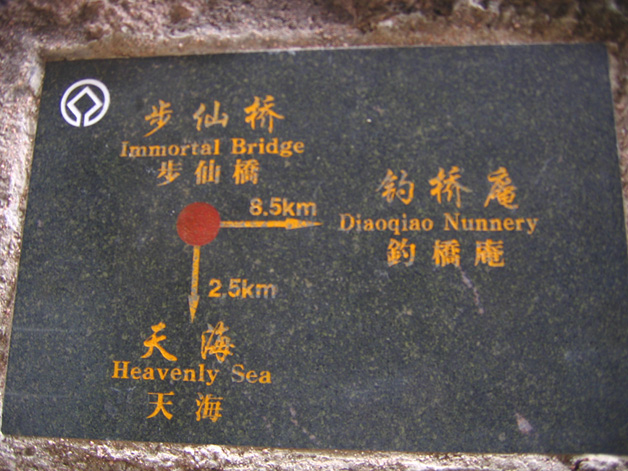 步仙桥
Immortal Bridge
步仙橋
8.5km
钓桥庵
Diaoqiao Nunnery
釣橋庵
2.5km
天海
Heavenly Sea
天海